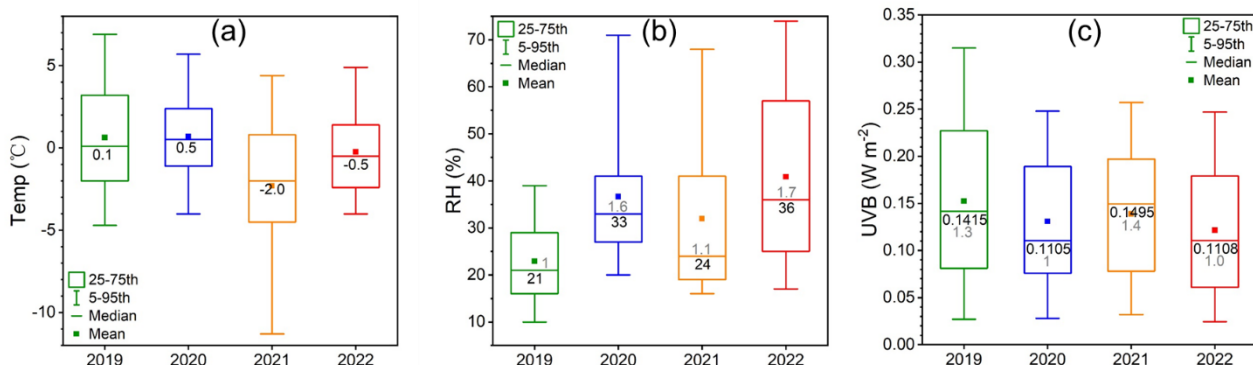 (a)
5
0
-5
-10
Temp (℃)
0.1
0.5
-2.0
-0.5
25-75th
5-95th
Median
Mean
2019
2020
2021
2022
(b)
25-75th
5-95th
Median
Mean
70
60
50
40
30
20
10
RH (%)
1
21
1.6
33
1.1
24
1.7
36
2019
2020
2021
2022
(c)
25-75th
5-95th
Median
Mean
0.35
0.30
0.25
0.20
0.15
0.10
0.05
0.00
UVB (W m-2)
0.1415
1.3
0.1105
1
0.1495
1.4
0.1108
1.0
2019
2020
2021
2022